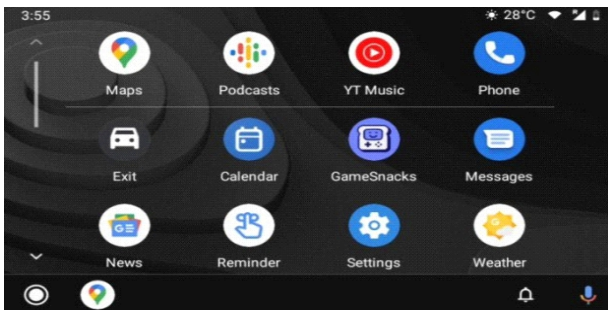 3:55 28°C
Maps Podcasts YT Music Phone
Exit Calendar GameSnacks Messages
News Reminder Settings Weather